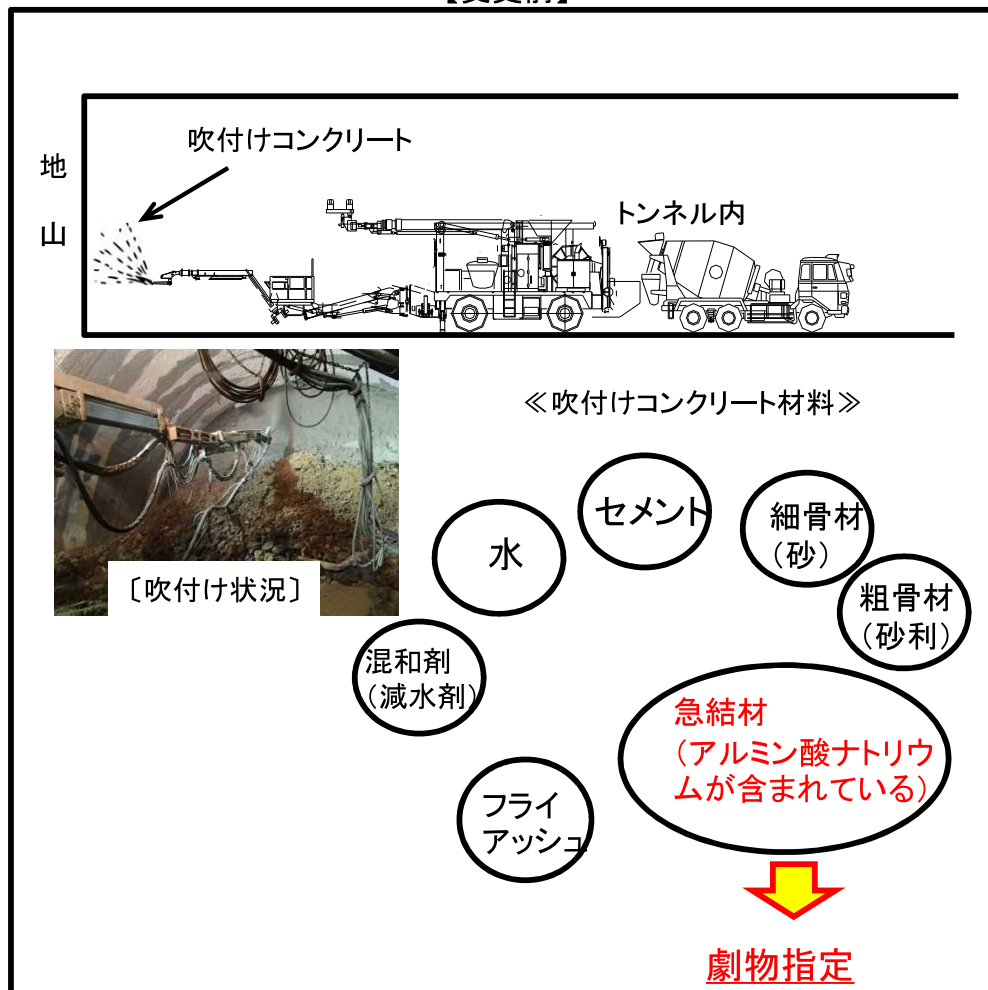 吹付けコンクリート
地
山
トンネル内
≪吹付けコンクリート材料≫
セメント
細骨材
(砂)
水
粗骨材
(砂利)
〔吹付け状況〕
混和剤
(減水剤)
急結材
(アルミン酸ナトリウ
ムが含まれている)
フライ
アッシュ
劇物指定